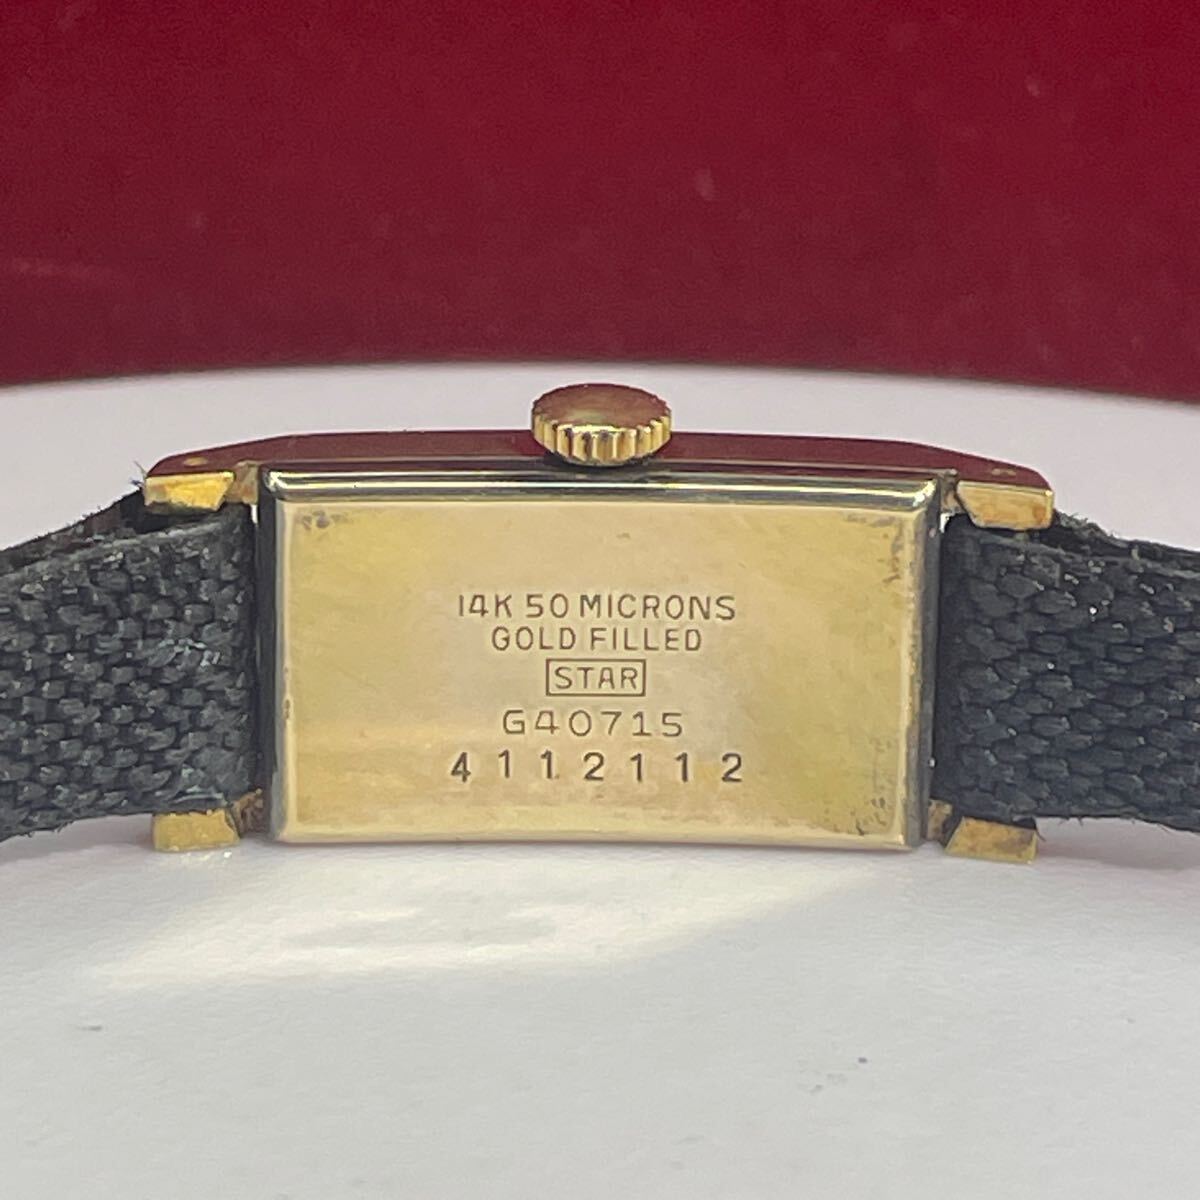 14K 50 MICRONS
GOLD FILLED
STAR
G40715
4112112